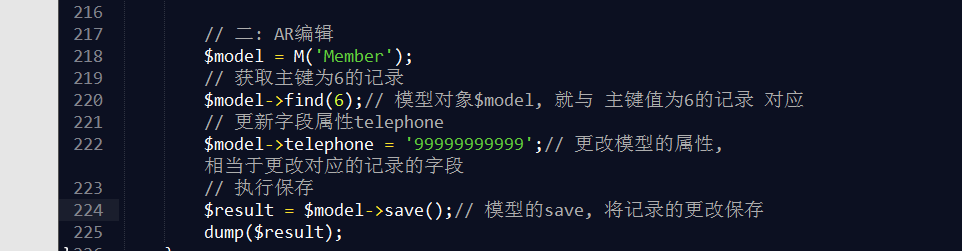 216
217 // 二: AR编辑
218 $model = M('Member');
219 // 获取主键为6的记录
220 $model->find(6);// 模型对象$model, 就与 主键值为6的记录 对应
221 // 更新字段属性telephone
222 $model->telephone = '99999999999';// 更改模型的属性,
相当于更改对应的记录的字段
223 // 执行保存
224 $result = $model->save();// 模型的save, 将记录的更改保存
225 dump($result);